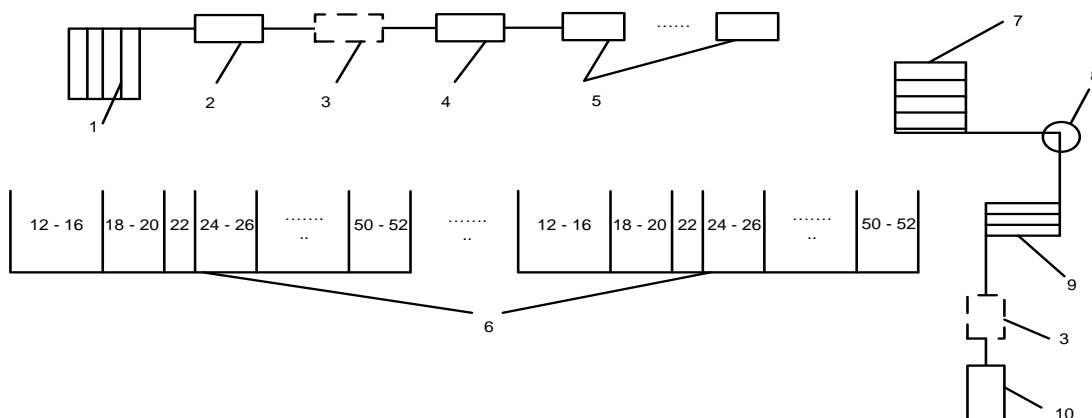 ......
7
2
3
4
5
1
12 - 16
18 - 20
22
24 - 26
.......
..
50 - 52
.......
..
12 - 16
18 - 20
22
24 - 26
.......
..
50 - 52
9
6
3
10